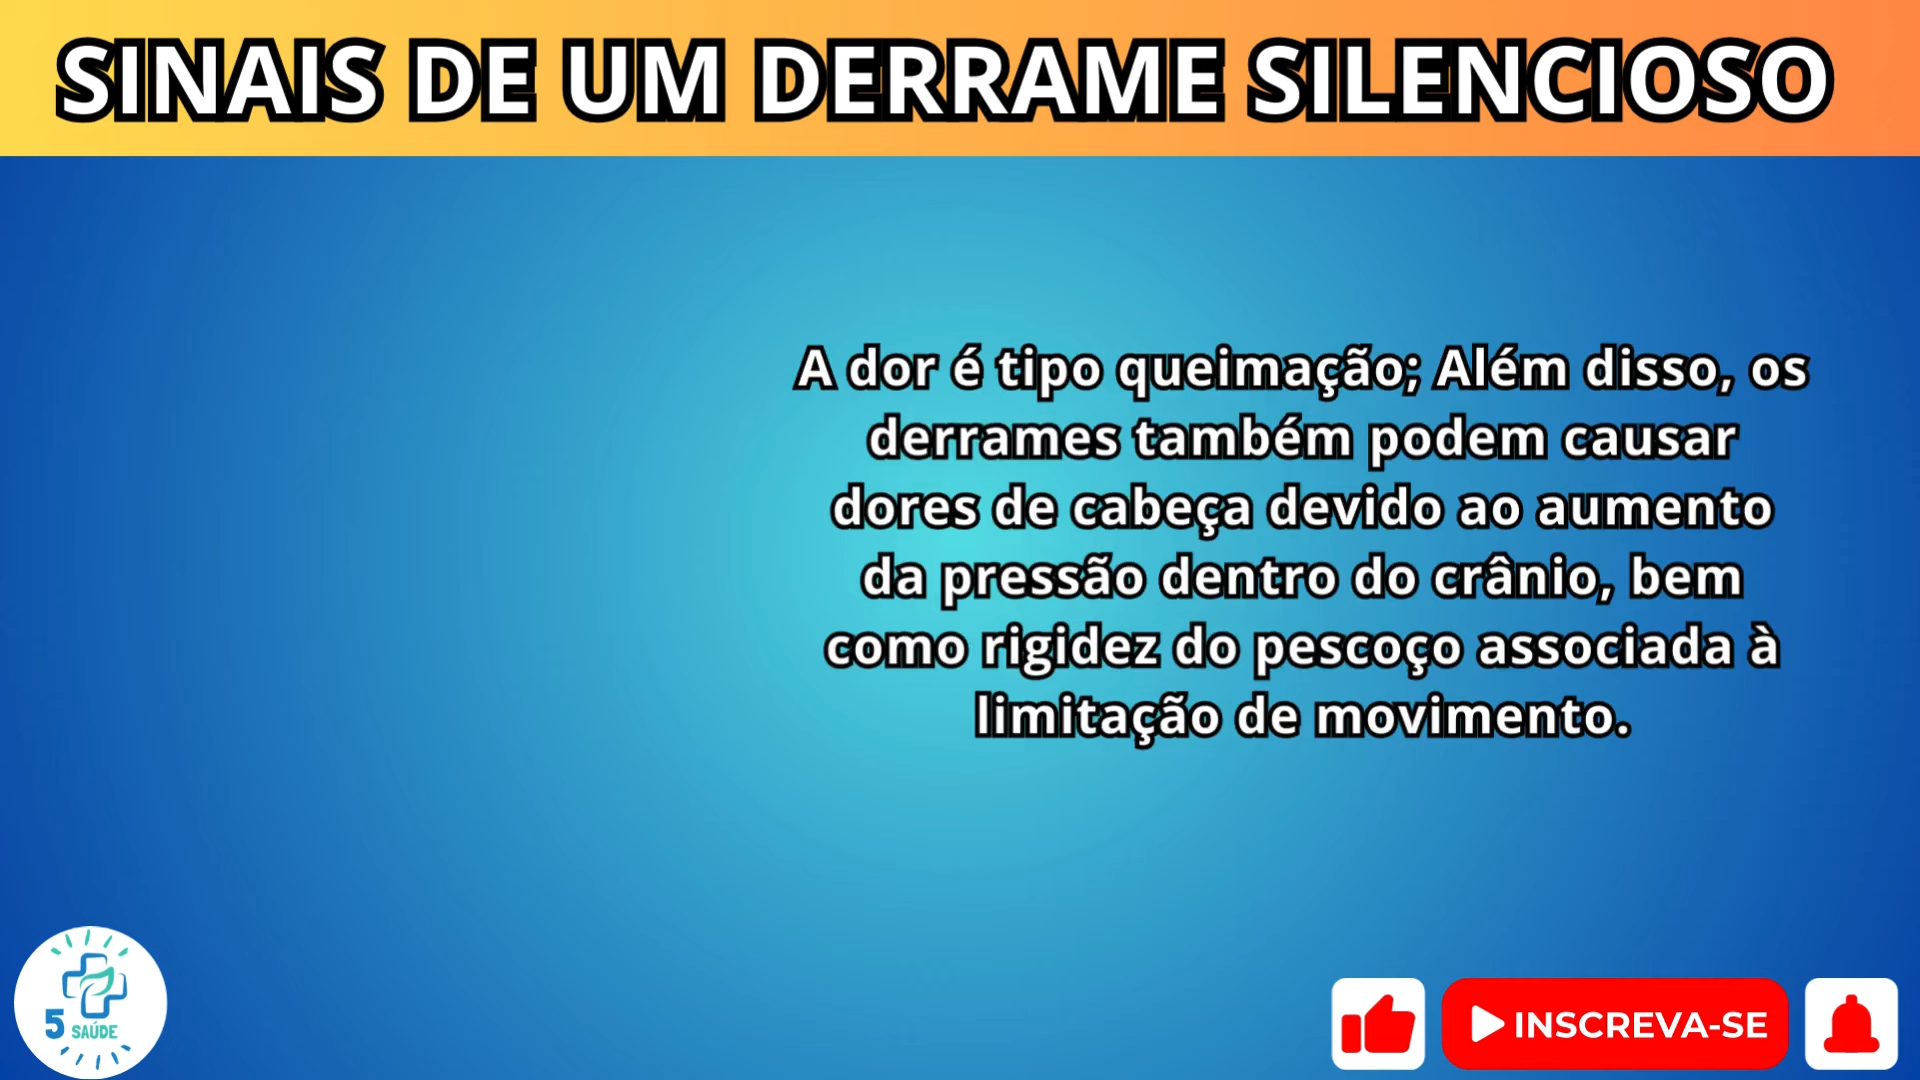 SINAIS DE UM DERRAME SILENCIOSO
A dor é tipo queimação; Além disso, os
derrames também podem causar
dores de cabeça devido ao aumento
da pressão dentro do crânio, bem
como rigidez do pescoço associada à
limitação de movimento.
5 SAÚDE
INSCREVA-SE